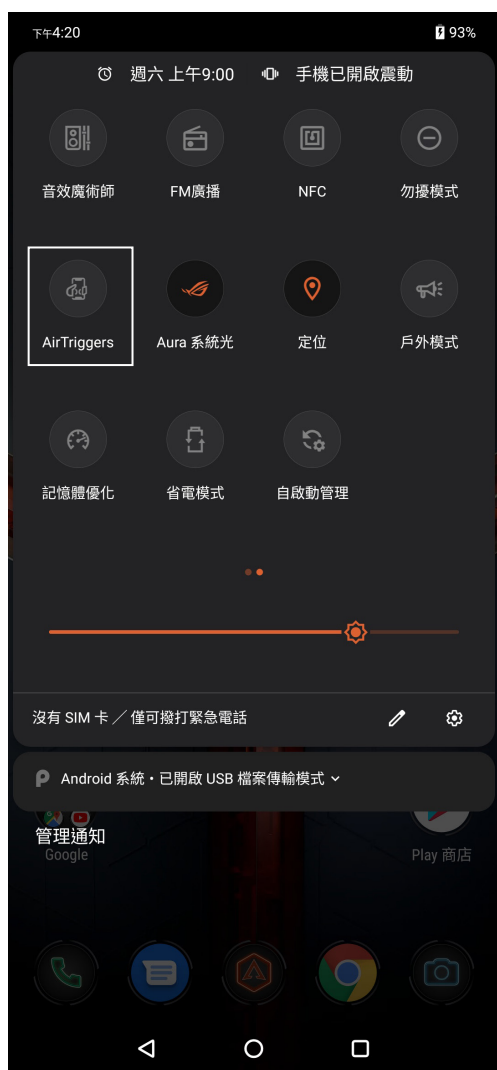 下午4:20 93%
週六 上午9:00 手機已開啟震動
音效魔術師 FM廣播 NFC 勿擾模式
AirTriggers Aura 系統光 定位 戶外模式
記憶體優化 省電模式 自啟動管理
沒有 SIM 卡／僅可撥打緊急電話
Android 系統・已開啟 USB 檔案傳輸模式
管理通知
Google Play 商店